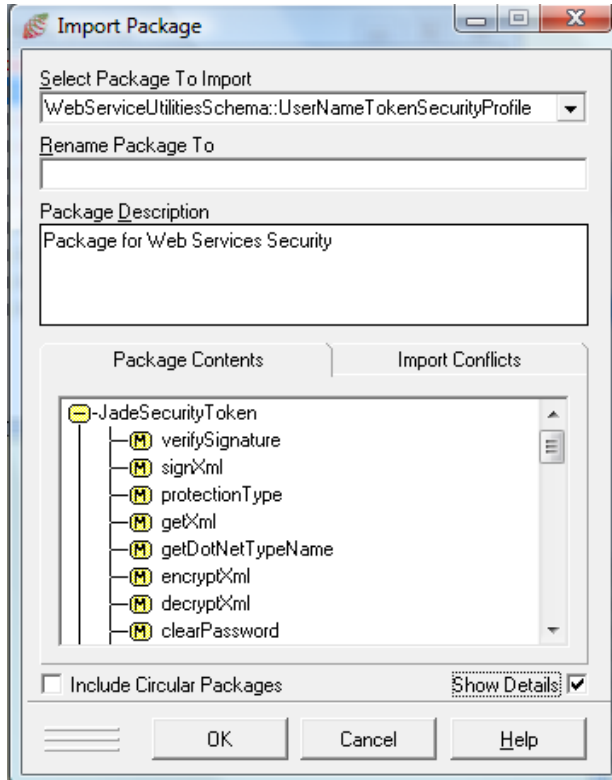 Import Package
Select Package To Import
WebServiceUtilitiesSchema::UserNameTokenSecurityProfile
Rename Package To
Package Description
Package for Web Services Security
Package Contents
Import Conflicts
JadeSecurityToken
M verifySignature
M signXml
M protectionType
M getXml
M getDotNetTypeName
M encryptXml
M decryptXml
M clearPassword
Include Circular Packages
Show Details
OK
Cancel
Help